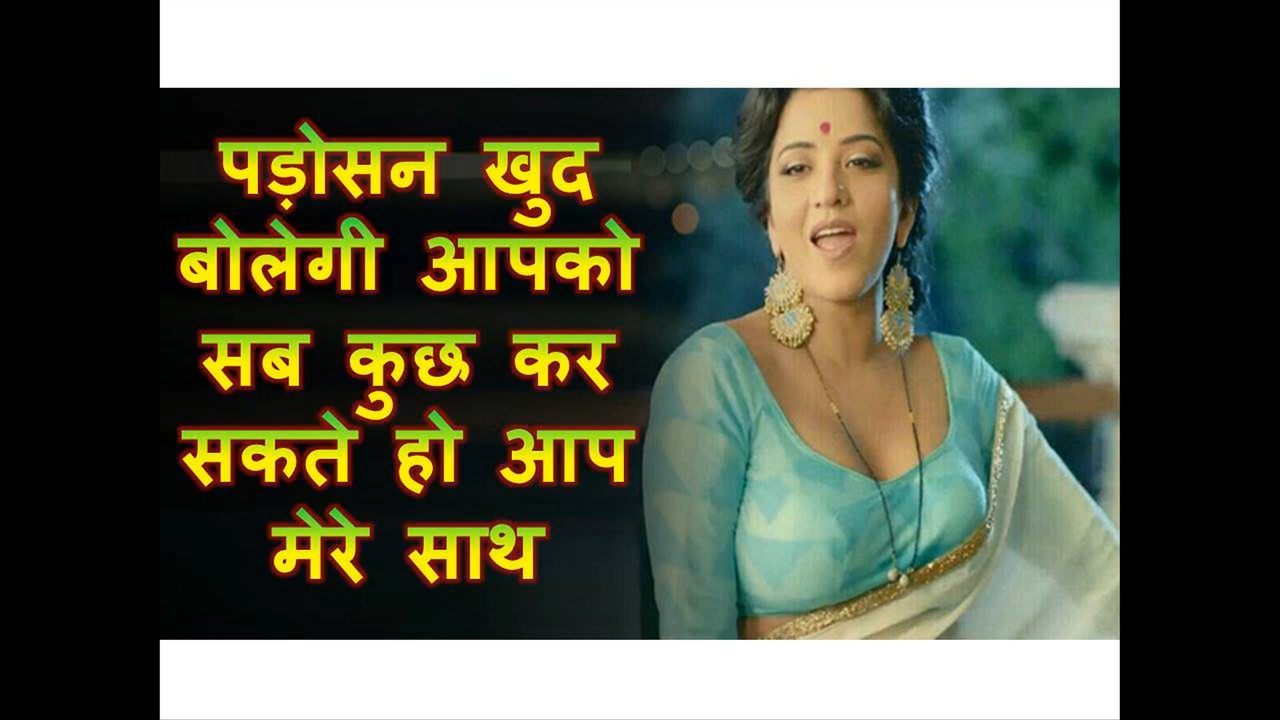 पड़ोसन खुद
बोलेगी आपको
सब कुछ कर
सकते हो आप
मेरे साथ